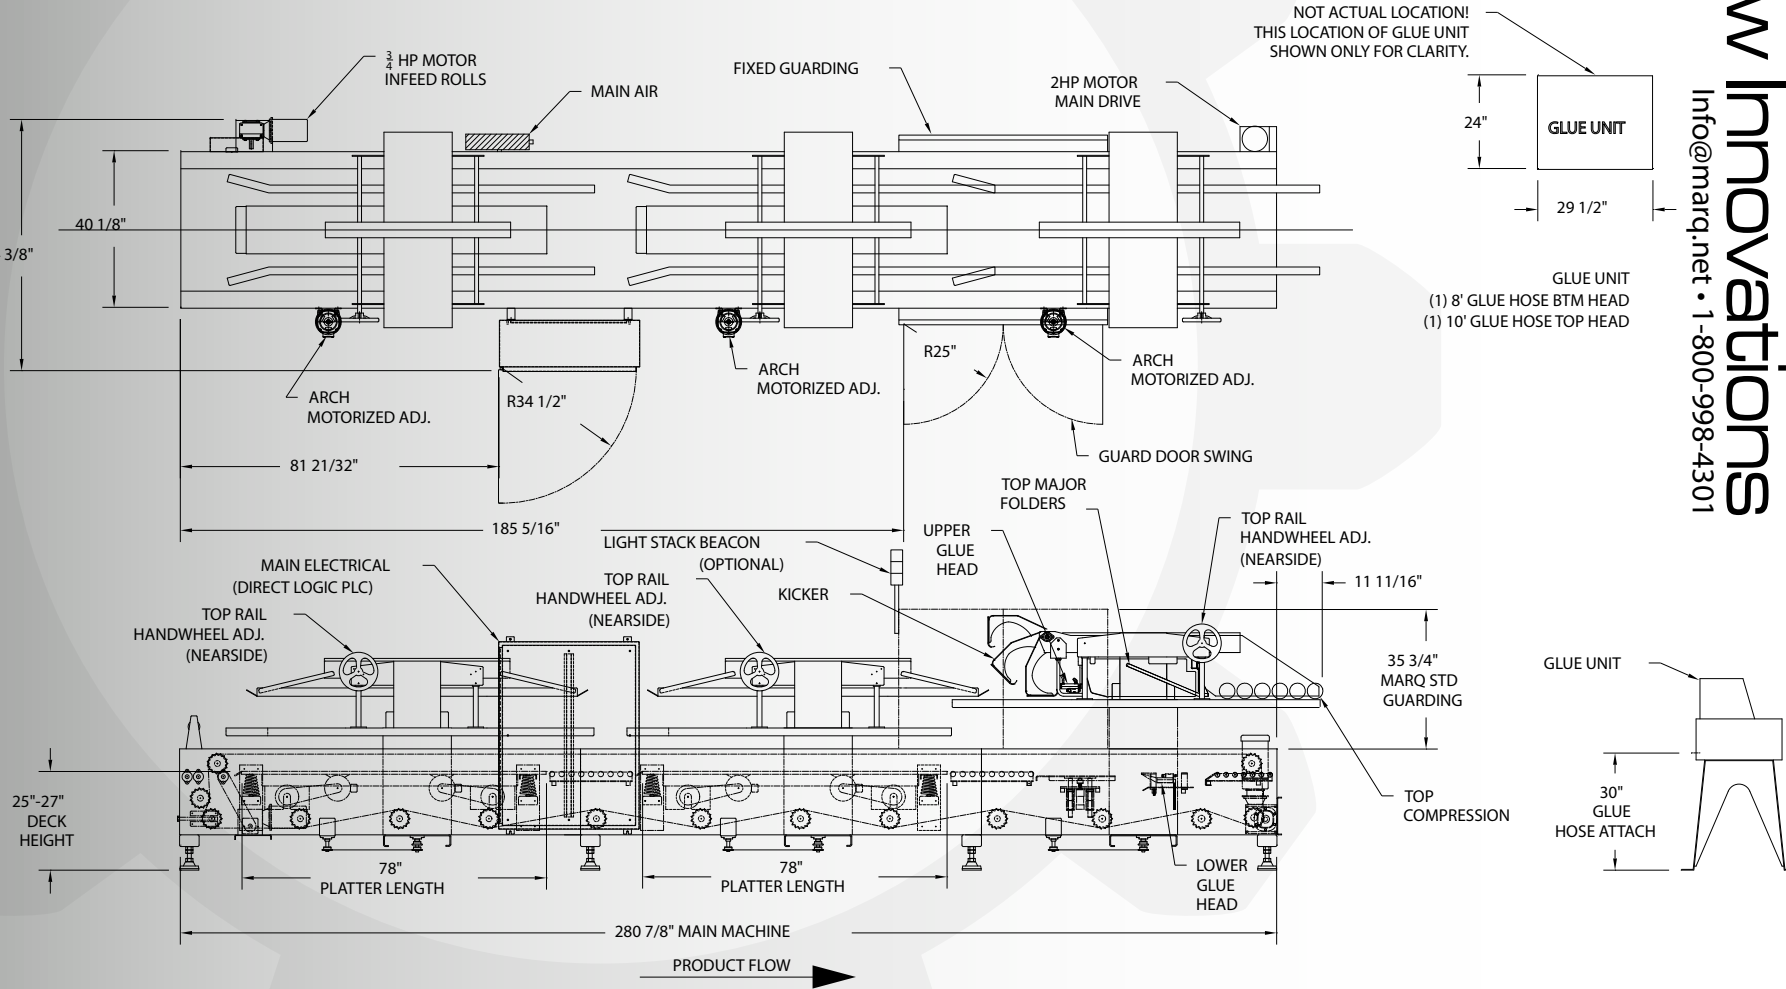 NOT ACTUAL LOCATION!
THIS LOCATION OF GLUE UNIT
SHOWN ONLY FOR CLARITY.
3/4 HP MOTOR
INFEED ROLLS
MAIN AIR
FIXED GUARDING
2HP MOTOR
MAIN DRIVE
24"
GLUE UNIT
29 1/2"
40 1/8"
3/8"
GLUE UNIT
(1) 8' GLUE HOSE BTM HEAD
(1) 10' GLUE HOSE TOP HEAD
R25"
ARCH
MOTORIZED ADJ.
ARCH
MOTORIZED ADJ.
ARCH
MOTORIZED ADJ.
R34 1/2"
81 21/32"
GUARD DOOR SWING
185 5/16"
TOP MAJOR
FOLDERS
UPPER
GLUE
HEAD
TOP RAIL
HANDWHEEL ADJ.
(NEARSIDE)
11 11/16"
LIGHT STACK BEACON
(OPTIONAL)
MAIN ELECTRICAL
(DIRECT LOGIC PLC)
TOP RAIL
HANDWHEEL ADJ.
(NEARSIDE)
KICKER
TOP RAIL
HANDWHEEL ADJ.
(NEARSIDE)
35 3/4"
MARQ STD
GUARDING
GLUE UNIT
25"-27"
DECK
HEIGHT
TOP
COMPRESSION
30"
GLUE
HOSE ATTACH
78"
PLATTER LENGTH
78"
PLATTER LENGTH
LOWER
GLUE
HEAD
280 7/8" MAIN MACHINE
PRODUCT FLOW
w Innovations
Info@marq.net • 1-800-998-4301